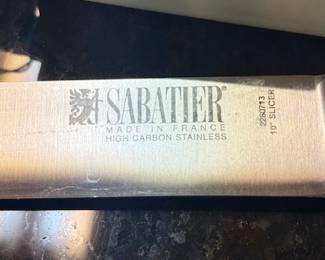 SABATIER®
MADE IN FRANCE
HIGH CARBON STAINLESS
2260713
10" SLICER